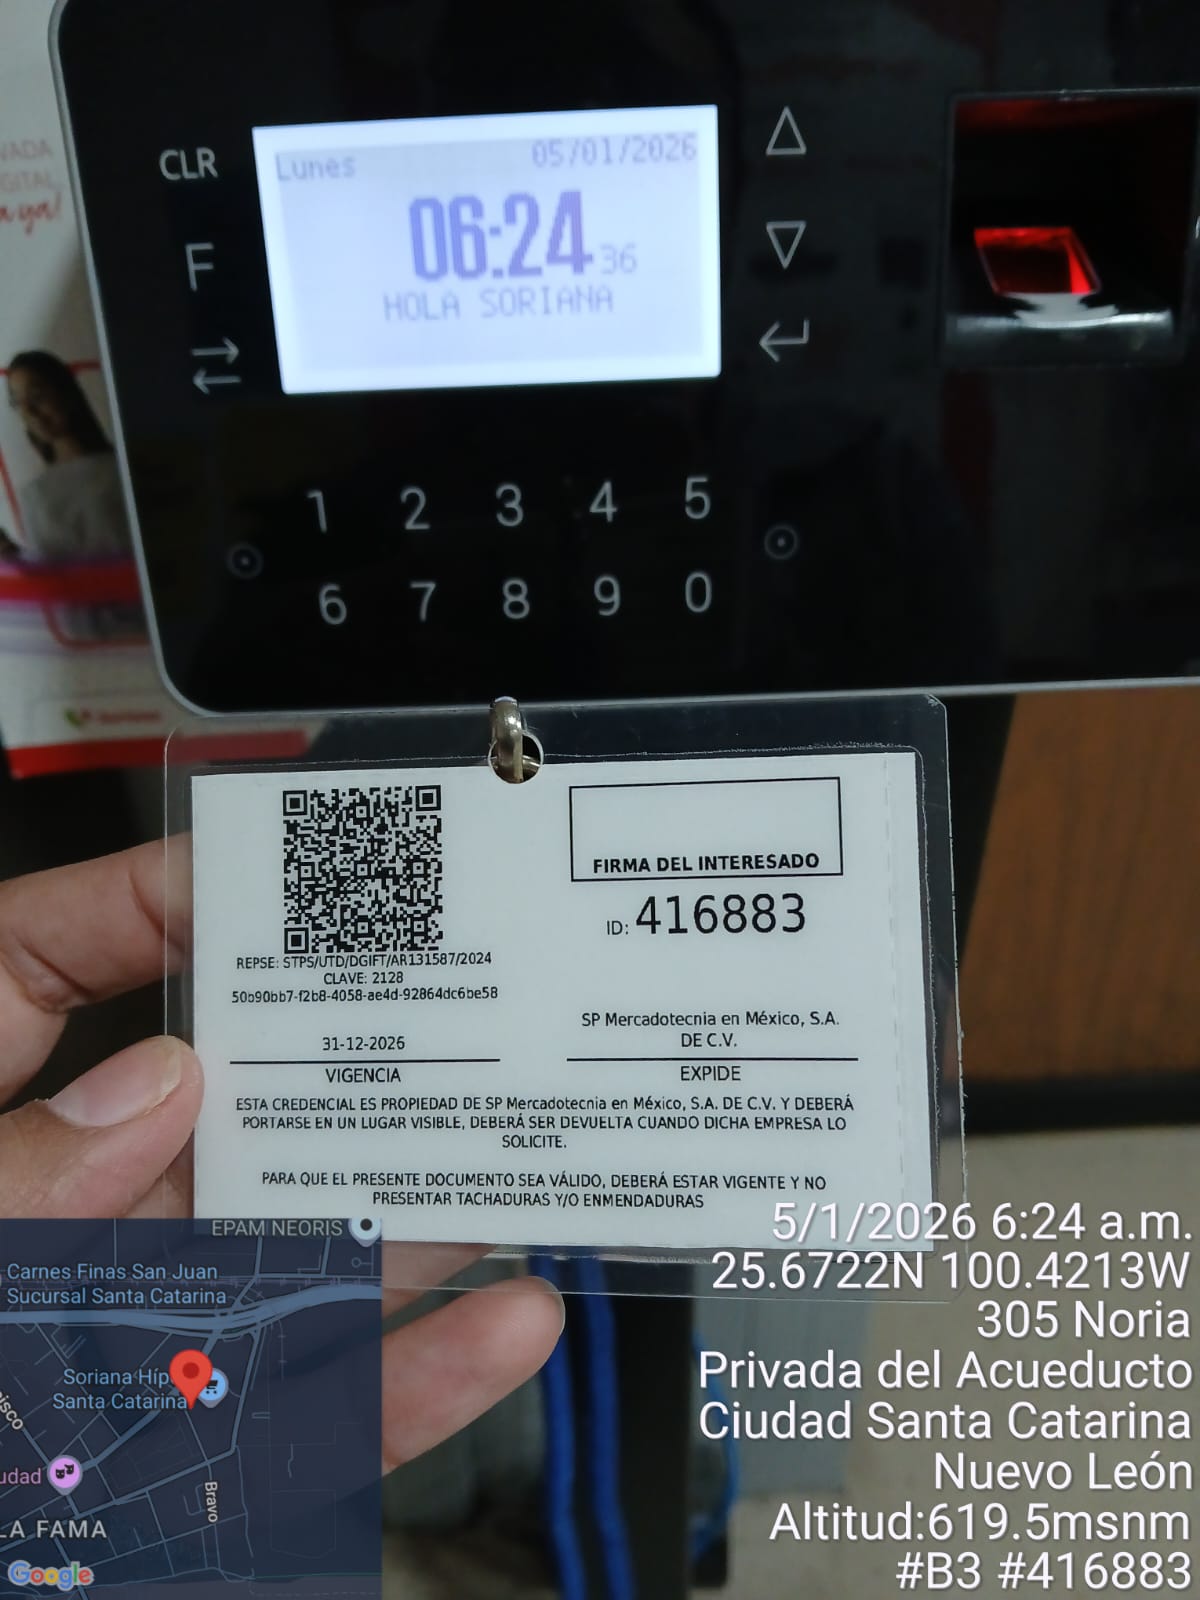 VADA
GITAL
a ya!
CLR
F
Lunes 05/01/2026
06:24 36
HOLA SORIANA
1 2 3 4 5
6 7 8 9 0
FIRMA DEL INTERESADO
ID: 416883
REPSE: STPS/UTD/DGIFT/AR131587/2024
CLAVE: 2128
50b90bb7-f2b8-4058-ae4d-92864dc6be58
SP Mercadotecnia en México, S.A.
DE C.V.
31-12-2026
VIGENCIA
EXPIDE
ESTA CREDENCIAL ES PROPIEDAD DE SP Mercadotecnia en México, S.A. DE C.V. Y DEBERÁ
PORTARSE EN UN LUGAR VISIBLE, DEBERÁ SER DEVUELTA CUANDO DICHA EMPRESA LO
SOLICITE.
PARA QUE EL PRESENTE DOCUMENTO SEA VÁLIDO, DEBERÁ ESTAR VIGENTE Y NO
PRESENTAR TACHADURAS Y/O ENMENDADURAS
EPAM NEORIS
Carnes Finas San Juan
Sucursal Santa Catarina
Soriana Híp
Santa Catarina
isco
udad
Bravo
LA FAMA
Google
5/1/2026 6:24 a.m.
25.6722N 100.4213W
305 Noria
Privada del Acueducto
Ciudad Santa Catarina
Nuevo León
Altitud:619.5msnm
#B3 #416883